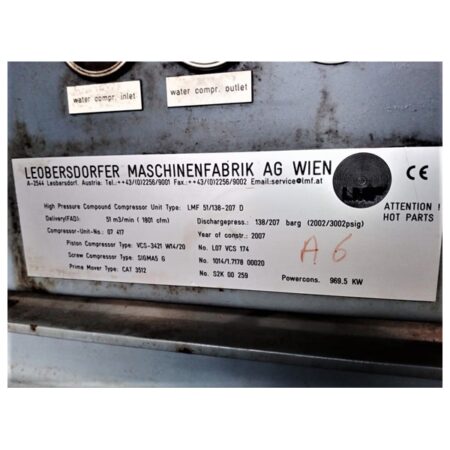 water compr. inlet
water compr. outlet
LEOBERSDORFER MASCHINENFABRIK AG WIEN
A-2544 Leobersdorf. Austria: Tel.:++43/(0)2256/9001 Fax.:++43/(0)2256/9002 Email:service@lmf.at
CE
High Pressure Compound Compressor Unit Type: LMF 51/138-207 D
ATTENTION !
HOT PARTS
Delivery(FAD): 51 m3/min ( 1801 cfm) Dischargepress.: 138/207 barg (2002/3002psig)
Compressor-Unit-No.: 07 417 Year of constr.: 2007
Piston Compressor Type: VCS-3421 W14/20 No. L07 VCS 174
Screw Compressor Type: SIGMA5 G No. 1014/1.7178 00020
Prime Mover Type: CAT 3512 No. S2K 00 259 Powercons. 969.5 KW
A 6